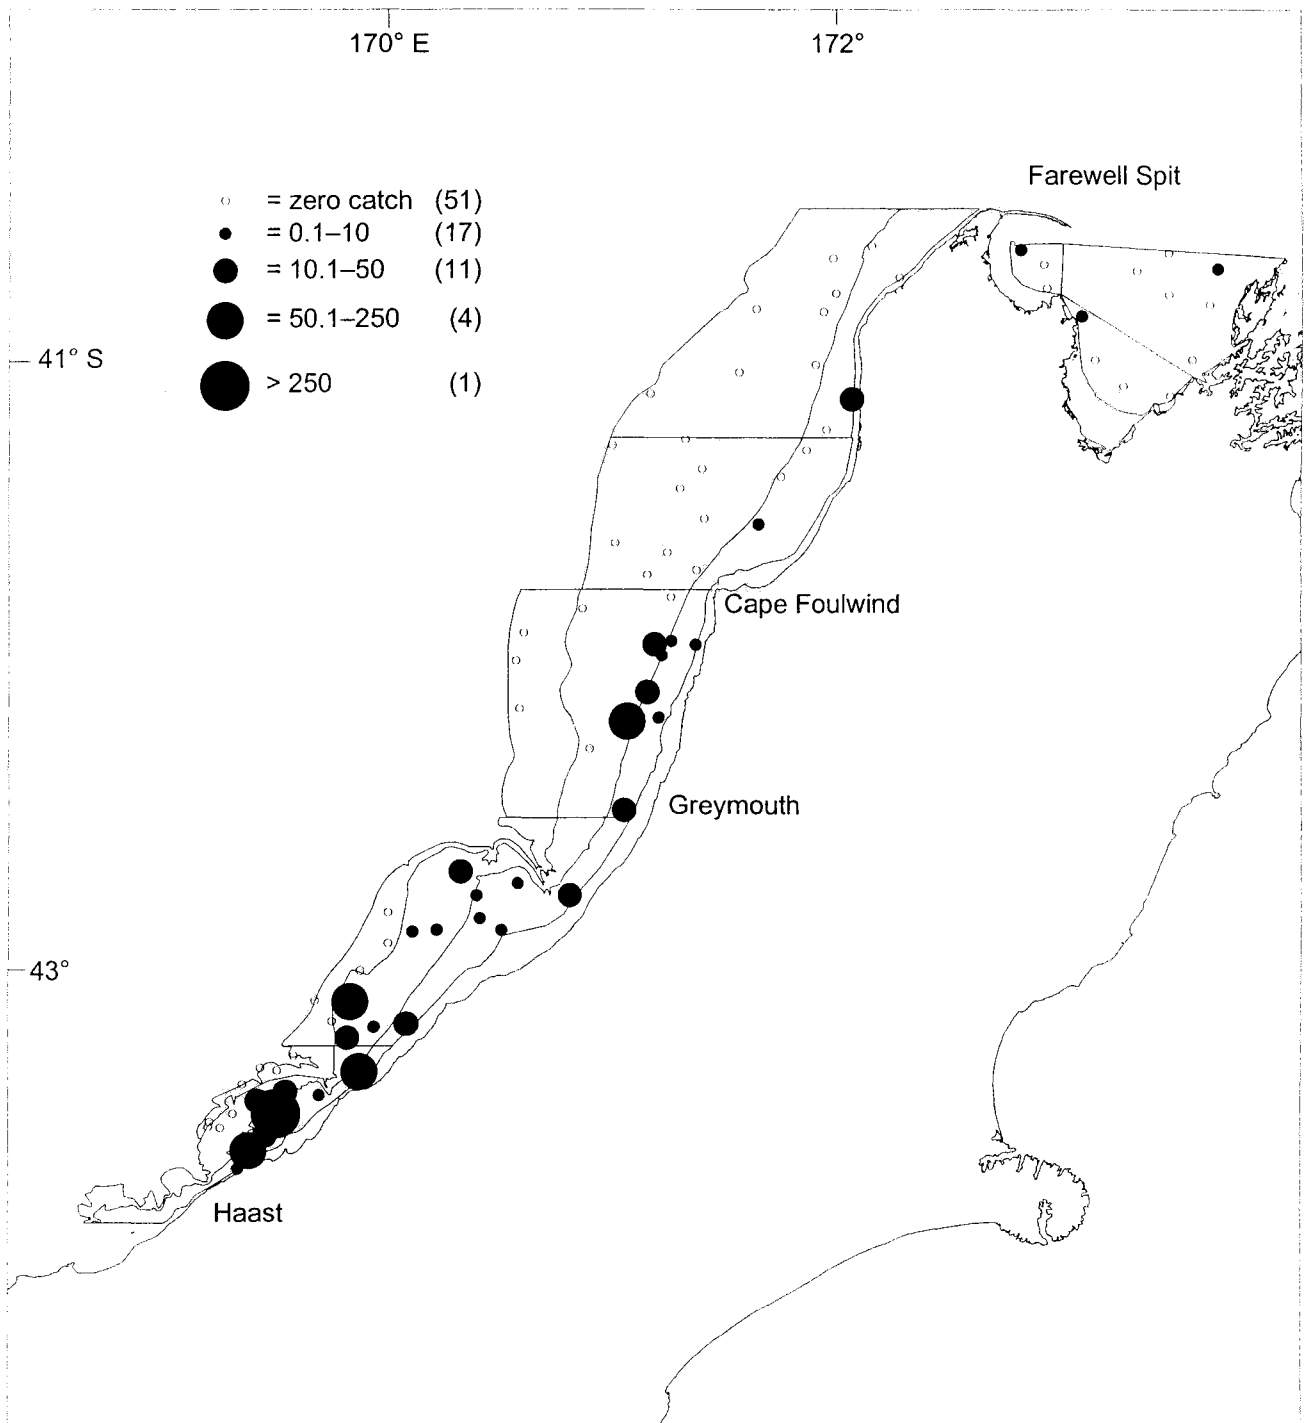 170° E
172°
Farewell Spit
= zero catch (51)
= 0.1–10 (17)
= 10.1–50 (11)
= 50.1–250 (4)
> 250 (1)
41° S
Cape Foulwind
Greymouth
43°
Haast